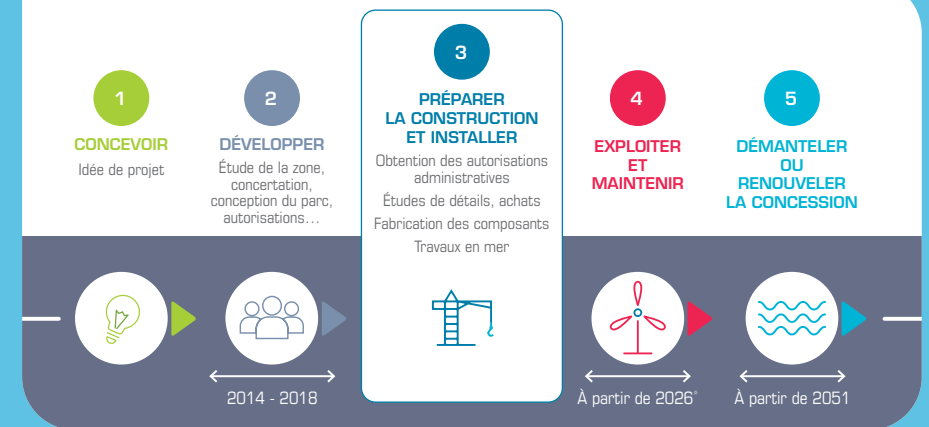 1
CONCEVOIR
Idée de projet
2
DÉVELOPPER
Étude de la zone,
concertation,
conception du parc,
autorisations...
2014 - 2018
3
PRÉPARER
LA CONSTRUCTION
ET INSTALLER
Obtention des autorisations
administratives
Études de détails, achats
Fabrication des composants
Travaux en mer
4
EXPLOITER
ET
MAINTENIR
À partir de 2026*
5
DÉMANTELER
OU
RENOUVELER
LA CONCESSION
À partir de 2051